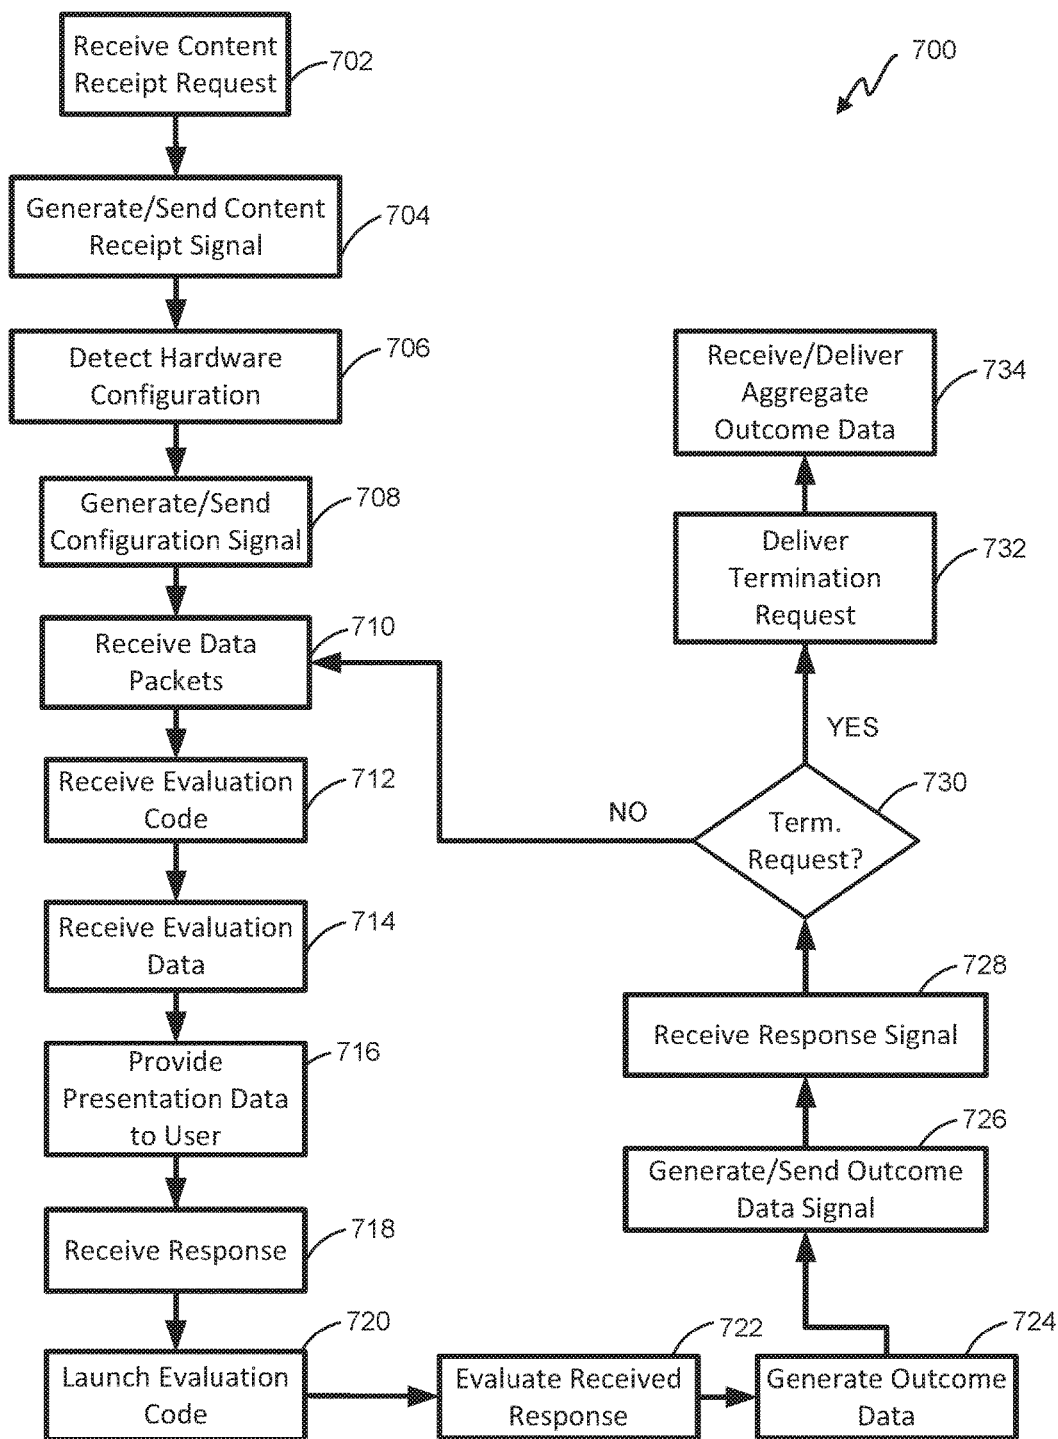 Receive Content
Receipt Request
702
700
Generate/Send Content
Receipt Signal
704
Detect Hardware
Configuration
706
Generate/Send
Configuration Signal
708
Receive Data
Packets
710
Receive Evaluation
Code
712
Receive Evaluation
Data
714
Provide
Presentation Data
to User
716
Receive Response
718
Launch Evaluation
Code
720
Evaluate Received
Response
722
Generate Outcome
Data
724
Generate/Send Outcome
Data Signal
726
Receive Response Signal
728
Term.
Request?
730
NO
YES
Deliver
Termination
Request
732
Receive/Deliver
Aggregate
Outcome Data
734